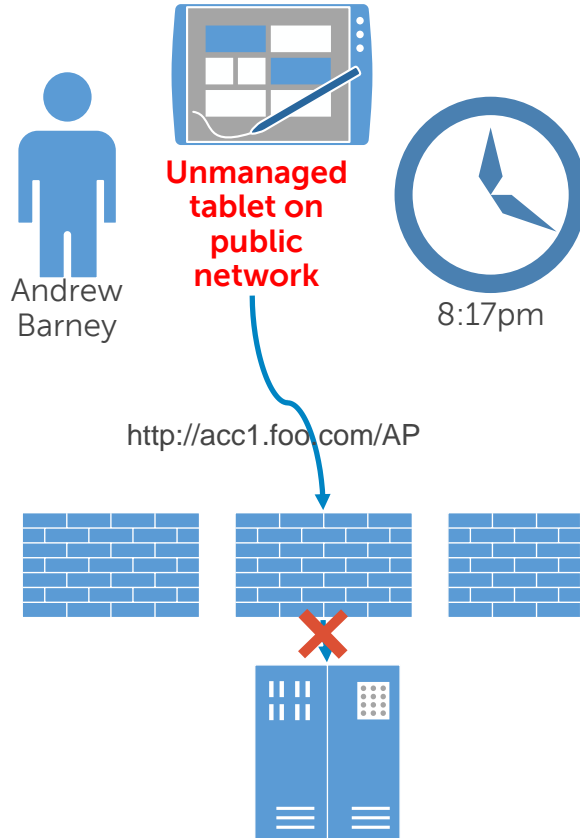 Unmanaged
tablet on
public
network
Andrew
Barney
8:17pm
http://acc1.foo.com/AP